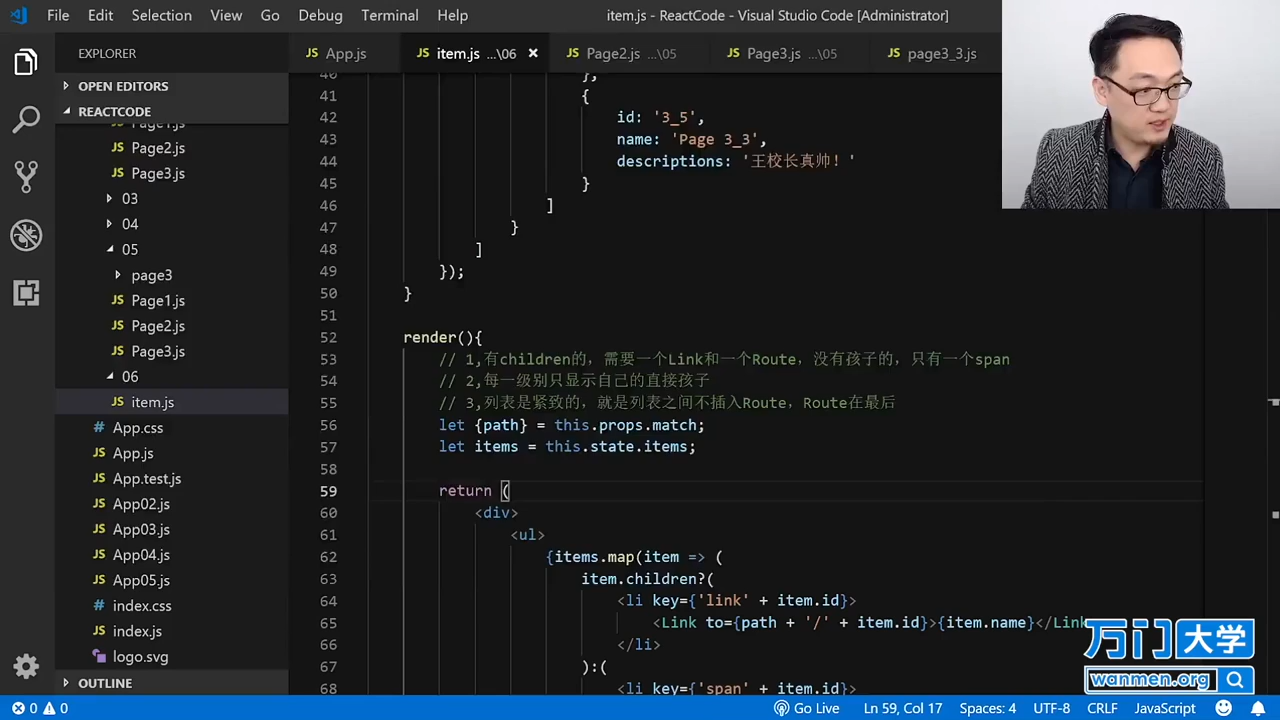 File Edit Selection View Go Debug Terminal Help
item.js - ReactCode - Visual Studio Code [Administrator]
EXPLORER
OPEN EDITORS
REACTCODE
Page1.js
Page2.js
Page3.js
03
04
05
page3
Page1.js
Page2.js
Page3.js
06
item.js
App.css
App.js
App.test.js
App02.js
App03.js
App04.js
App05.js
index.css
index.js
logo.svg
OUTLINE
JS App.js
JS item.js ...\06 ×
JS Page2.js ...\05
JS Page3.js ...\05
JS page3_3.js
40 },
41 {
42 id: '3_5',
43 name: 'Page 3_3',
44 descriptions: '王校长真帅！'
45 }
46 ]
47 }
48 ]
49 });
50 }
51
52 render(){
53 // 1,有children的，需要一个Link和一个Route，没有孩子的，只有一个span
54 // 2,每一级别只显示自己的直接孩子
55 // 3,列表是紧致的，就是列表之间不插入Route，Route在最后
56 let {path} = this.props.match;
57 let items = this.state.items;
58
59 return (
60 <div>
61 <ul>
62 {items.map(item => (
63 item.children?(
64 <li key={'link' + item.id}>
65 <Link to={path + '/' + item.id}>{item.name}</Link
66 </li>
67 ):(
68 <li key={'span' + item.id}>
万门大学
wanmen.org
0 0
Go Live
Ln 59, Col 17
Spaces: 4
UTF-8
CRLF
JavaScript